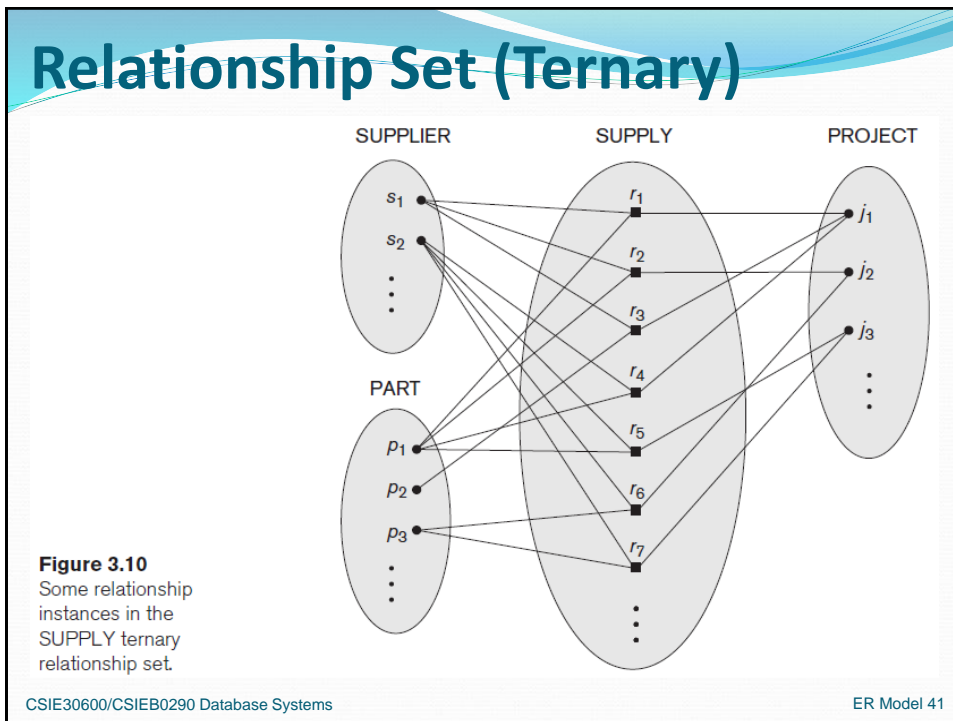 Relationship Set (Ternary)
SUPPLIER
SUPPLY
PROJECT
s1
s2
PART
p1
p2
p3
r1
r2
r3
r4
r5
r6
r7
j1
j2
j3
Figure 3.10
Some relationship
instances in the
SUPPLY ternary
relationship set.
CSIE30600/CSIEB0290 Database Systems
ER Model 41